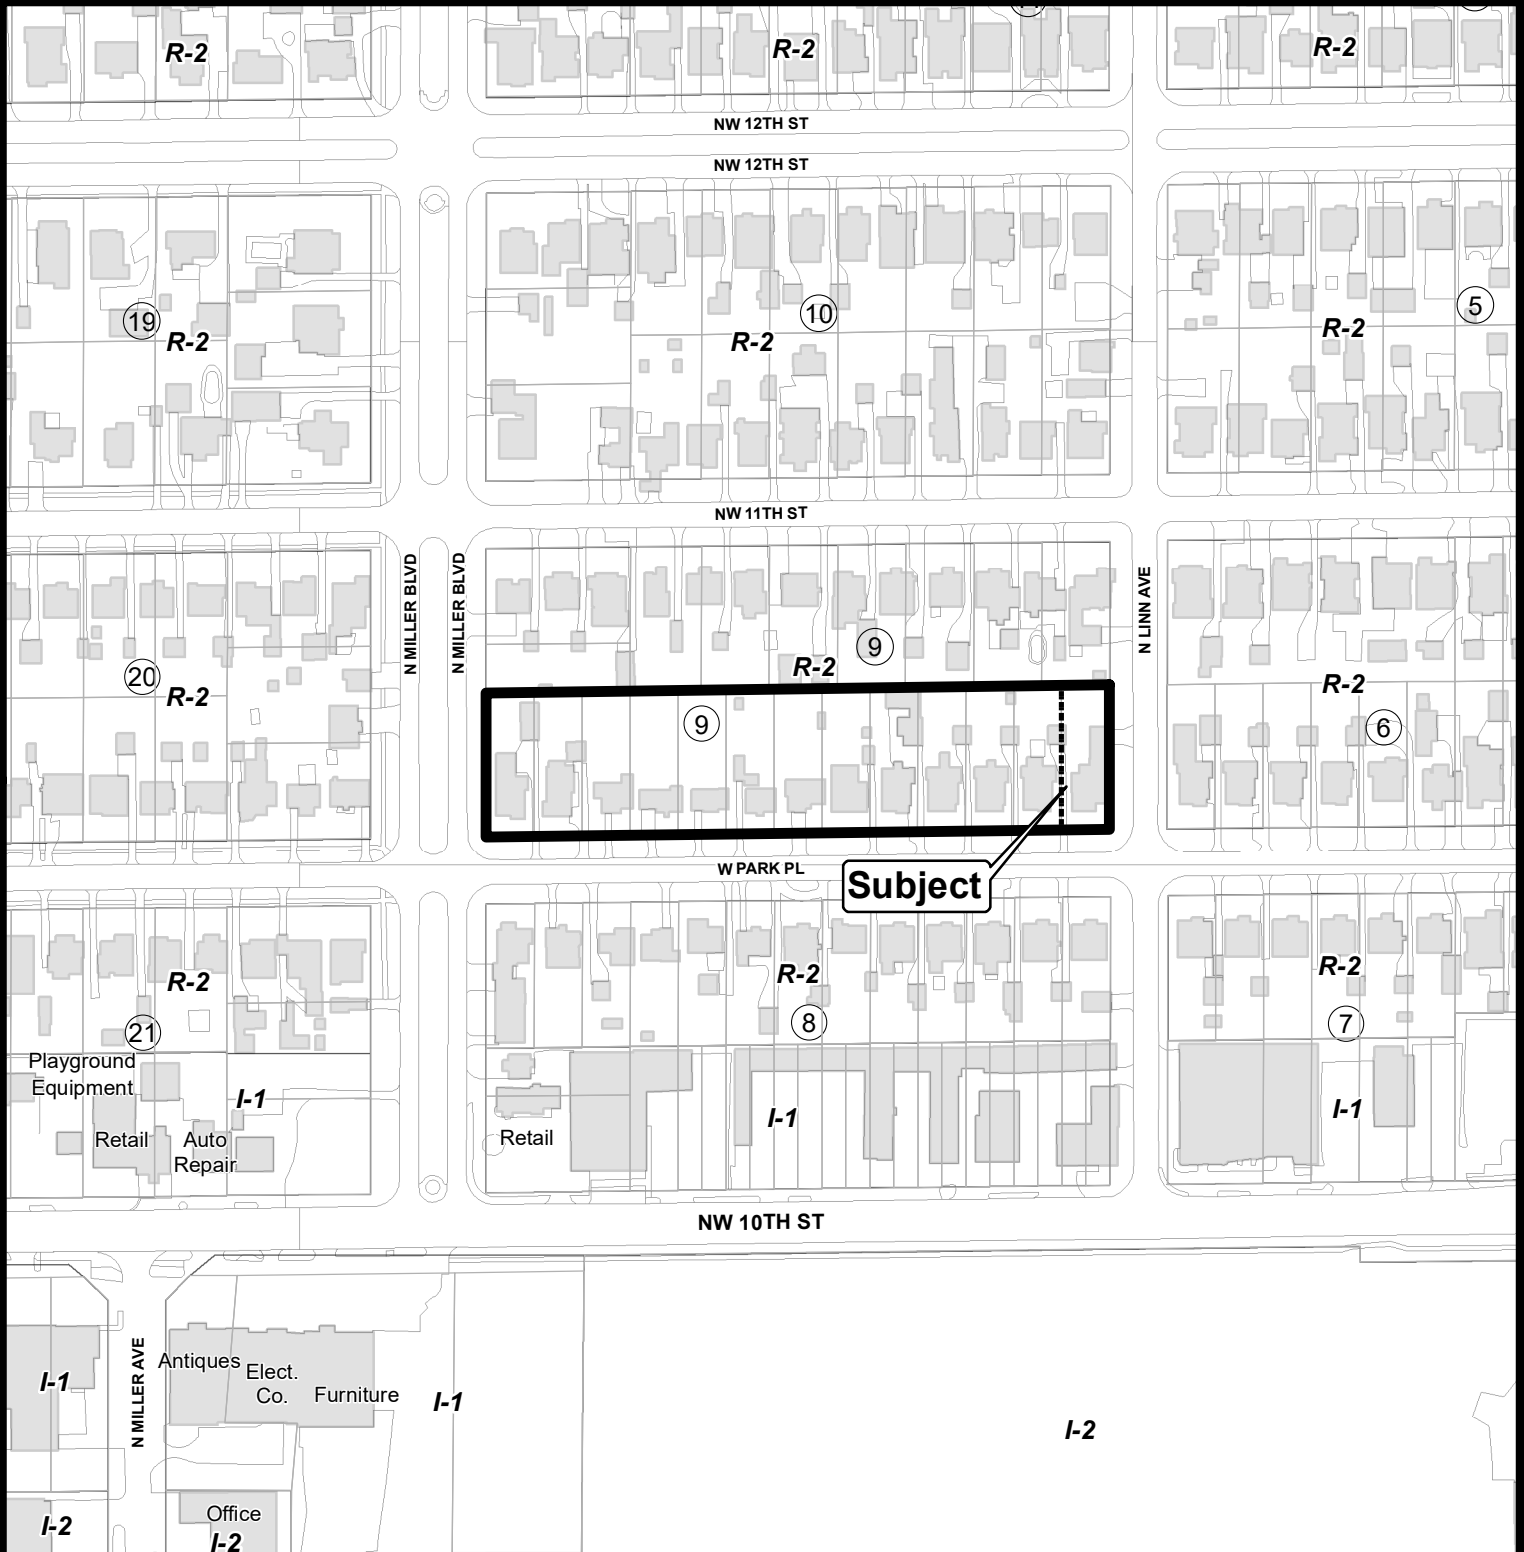 R-2
R-2
R-2
NW 12TH ST
NW 12TH ST
19
R-2
10
R-2
5
R-2
NW 11TH ST
N MILLER BLVD
N MILLER BLVD
N LINN AVE
20
R-2
9
R-2
9
R-2
6
Subject
W PARK PL
R-2
21
R-2
8
R-2
7
Playground
Equipment
I-1
Retail
Auto
Repair
Retail
I-1
I-1
NW 10TH ST
N MILLER AVE
I-1
Antiques
Elect.
Co.
Furniture
I-1
I-2
I-2
Office
I-2